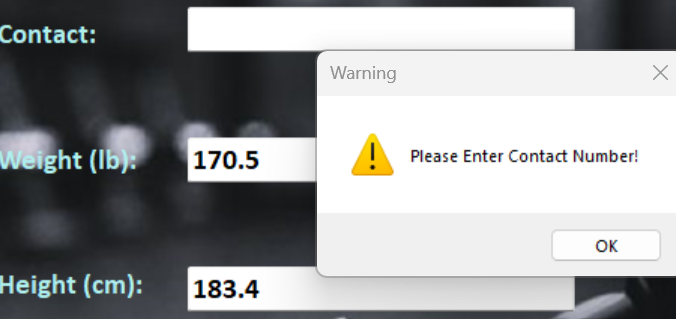 Contact:
Warning
Please Enter Contact Number!
Weight (lb):
170.5
OK
Height (cm):
183.4